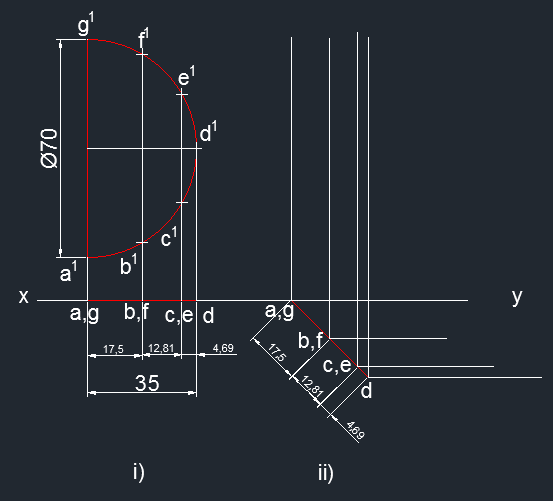 g¹
f¹
e¹
d¹
Ø70
c¹
b¹
a¹
x
y
a,g
b,f
c,e
d
17,5
12,81
4,69
35
a,g
b,f
c,e
d
17,5
12,81
4,69
i)
ii)